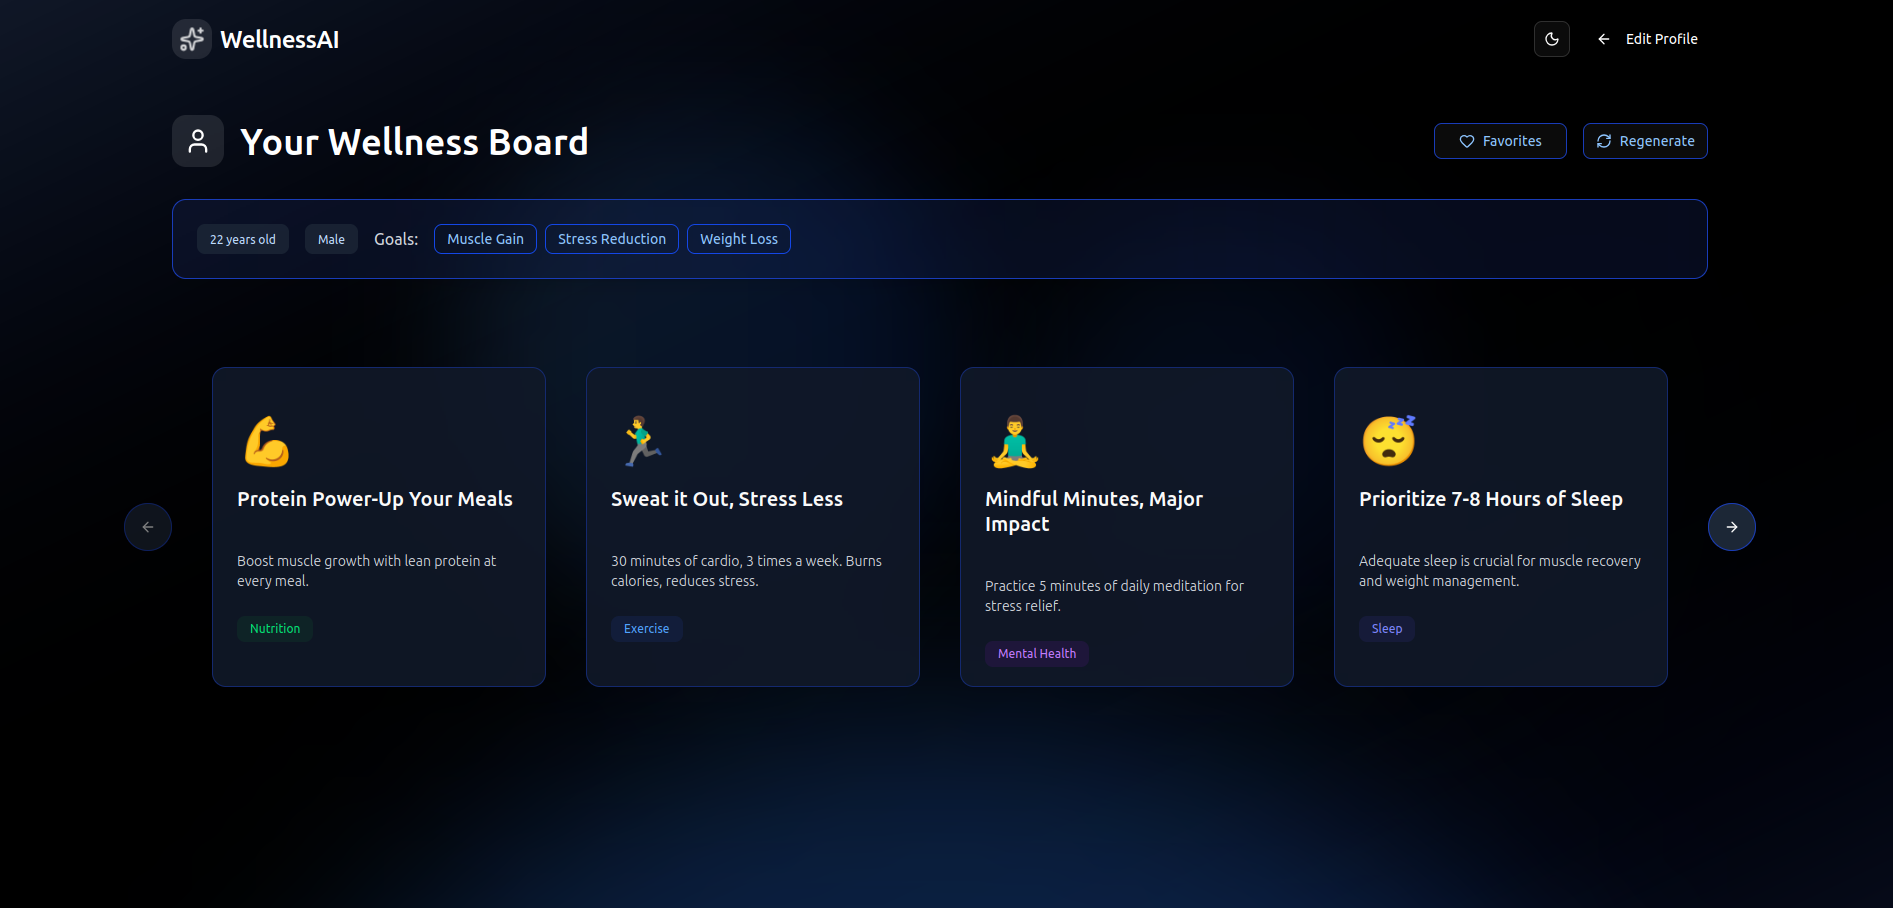 WellnessAI
Edit Profile
Your Wellness Board
Favorites
Regenerate
22 years old
Male
Goals:
Muscle Gain
Stress Reduction
Weight Loss
Protein Power-Up Your Meals
Boost muscle growth with lean protein at
every meal.
Nutrition
Sweat it Out, Stress Less
30 minutes of cardio, 3 times a week. Burns
calories, reduces stress.
Exercise
Mindful Minutes, Major
Impact
Practice 5 minutes of daily meditation for
stress relief.
Mental Health
Prioritize 7-8 Hours of Sleep
Adequate sleep is crucial for muscle recovery
and weight management.
Sleep